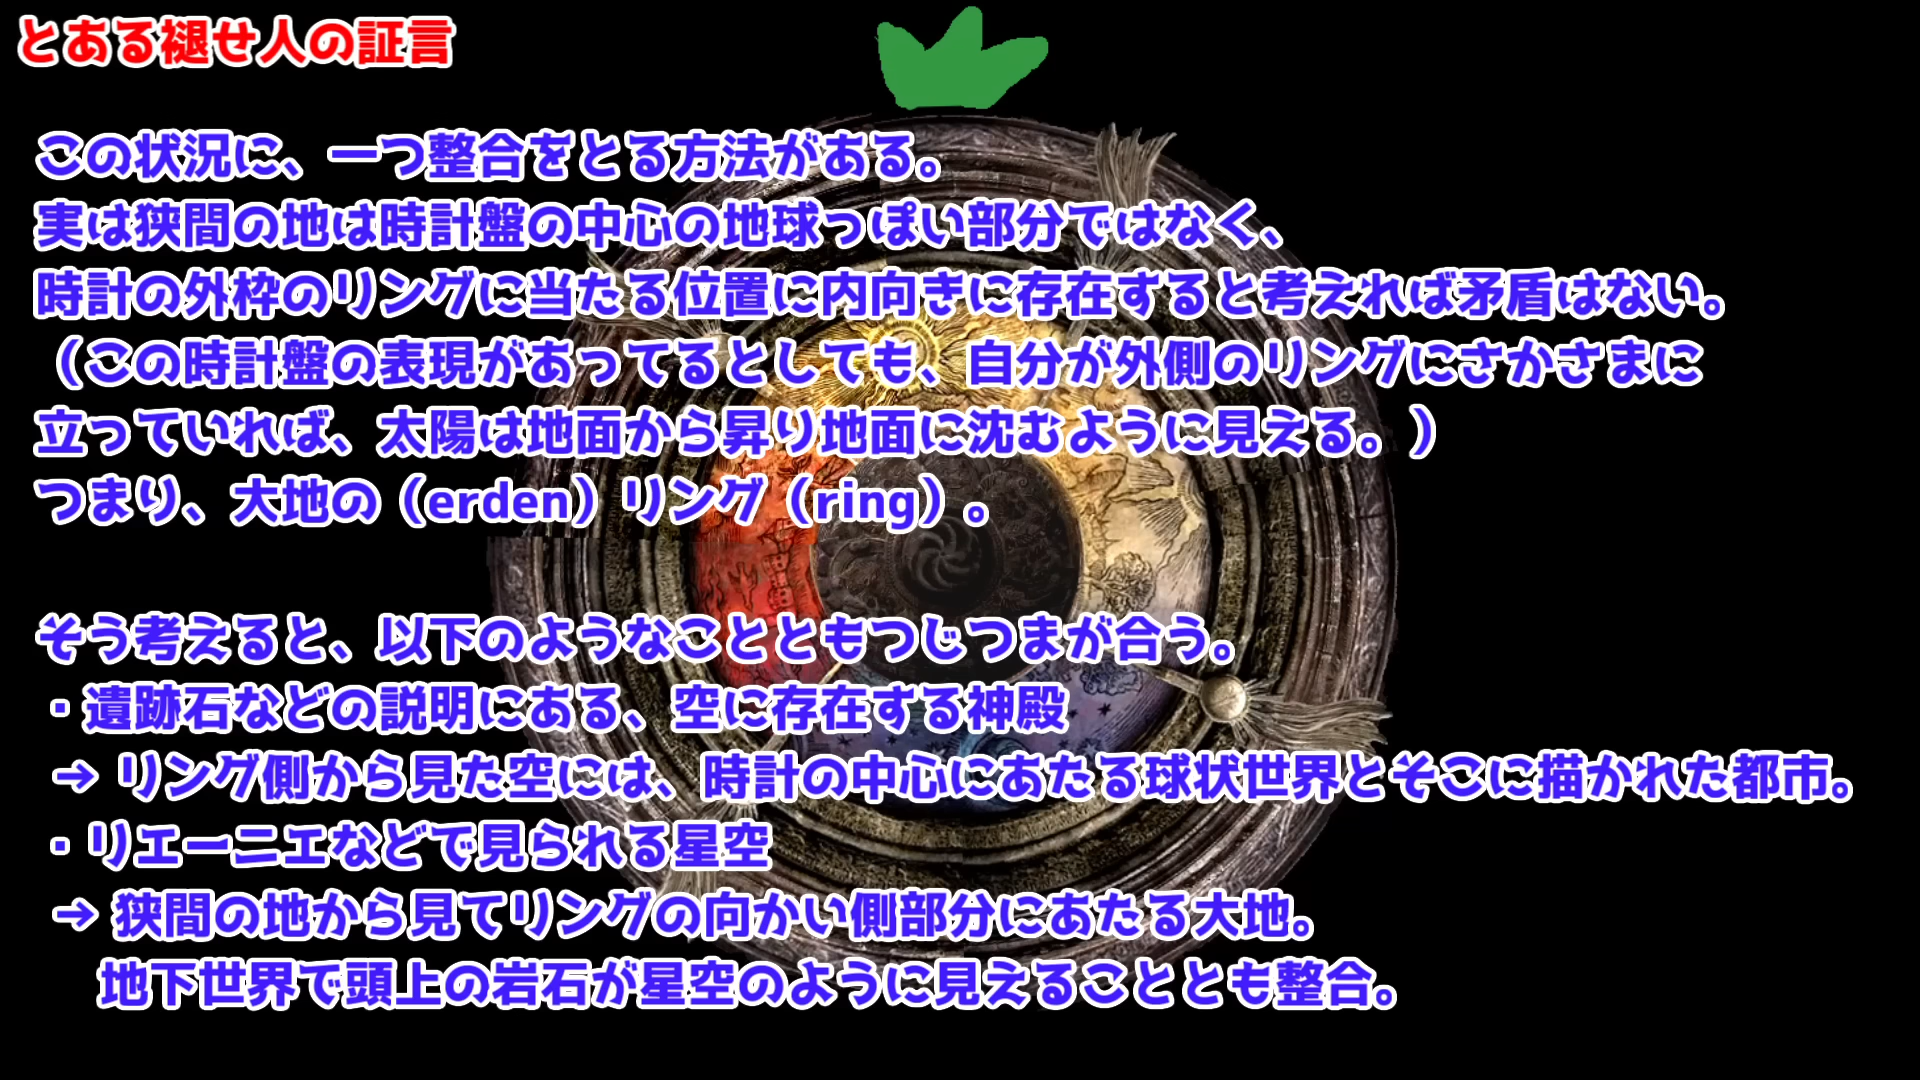 とある褪せ人の証言
この状況に、一つ整合をとる方法がある。
実は狭間の地は時計盤の中心の地球っぽい部分ではなく、
時計の外枠のリングに当たる位置に内向きに存在すると考えれば矛盾はない。
（この時計盤の表現があってるとしても、自分が外側のリングにさかさまに
立っていれば、太陽は地面から昇り地面に沈むように見える。）
つまり、大地の（erden）リング（ring）。
そう考えると、以下のようなことともつじつまが合う。
・遺跡石などの説明にある、空に存在する神殿
→ リング側から見た空には、時計の中心にあたる球状世界とそこに描かれた都市。
・リエーニエなどで見られる星空
→ 狭間の地から見てリングの向かい側部分にあたる大地。
地下世界で頭上の岩石が星空のように見えることとも整合。